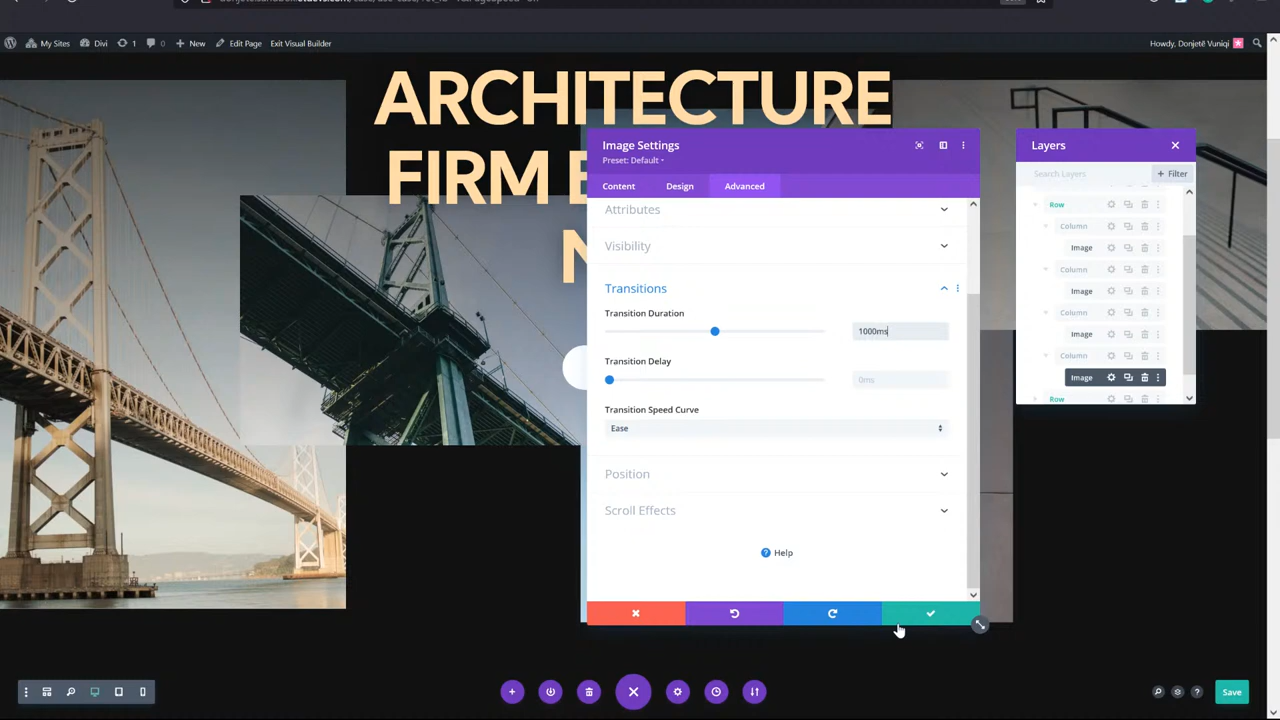 My Sites
Divi
1
0
New
Edit Page
Exit Visual Builder
Howdy, Donjetë Vuniqi
ARCHITECTURE
FIRM
Image Settings
Preset: Default
Content
Design
Advanced
Attributes
Visibility
Transitions
Transition Duration
1000ms
Transition Delay
0ms
Transition Speed Curve
Ease
Position
Scroll Effects
Help
Layers
Search Layers
Filter
Row
Column
Image
Column
Image
Column
Image
Column
Image
Row
Save